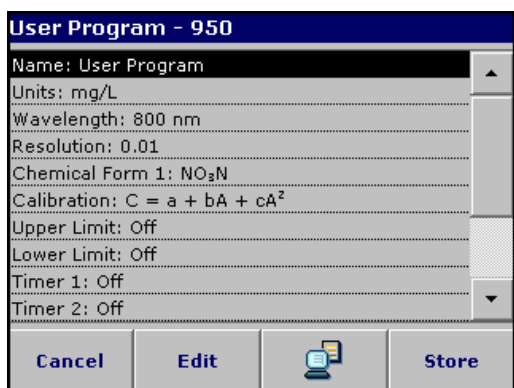 User Program - 950
Name: User Program
Units: mg/L
Wavelength: 800 nm
Resolution: 0.01
Chemical Form 1: NO₃N
Calibration: C = a + bA + cA²
Upper Limit: Off
Lower Limit: Off
Timer 1: Off
Timer 2: Off
Cancel Edit Store